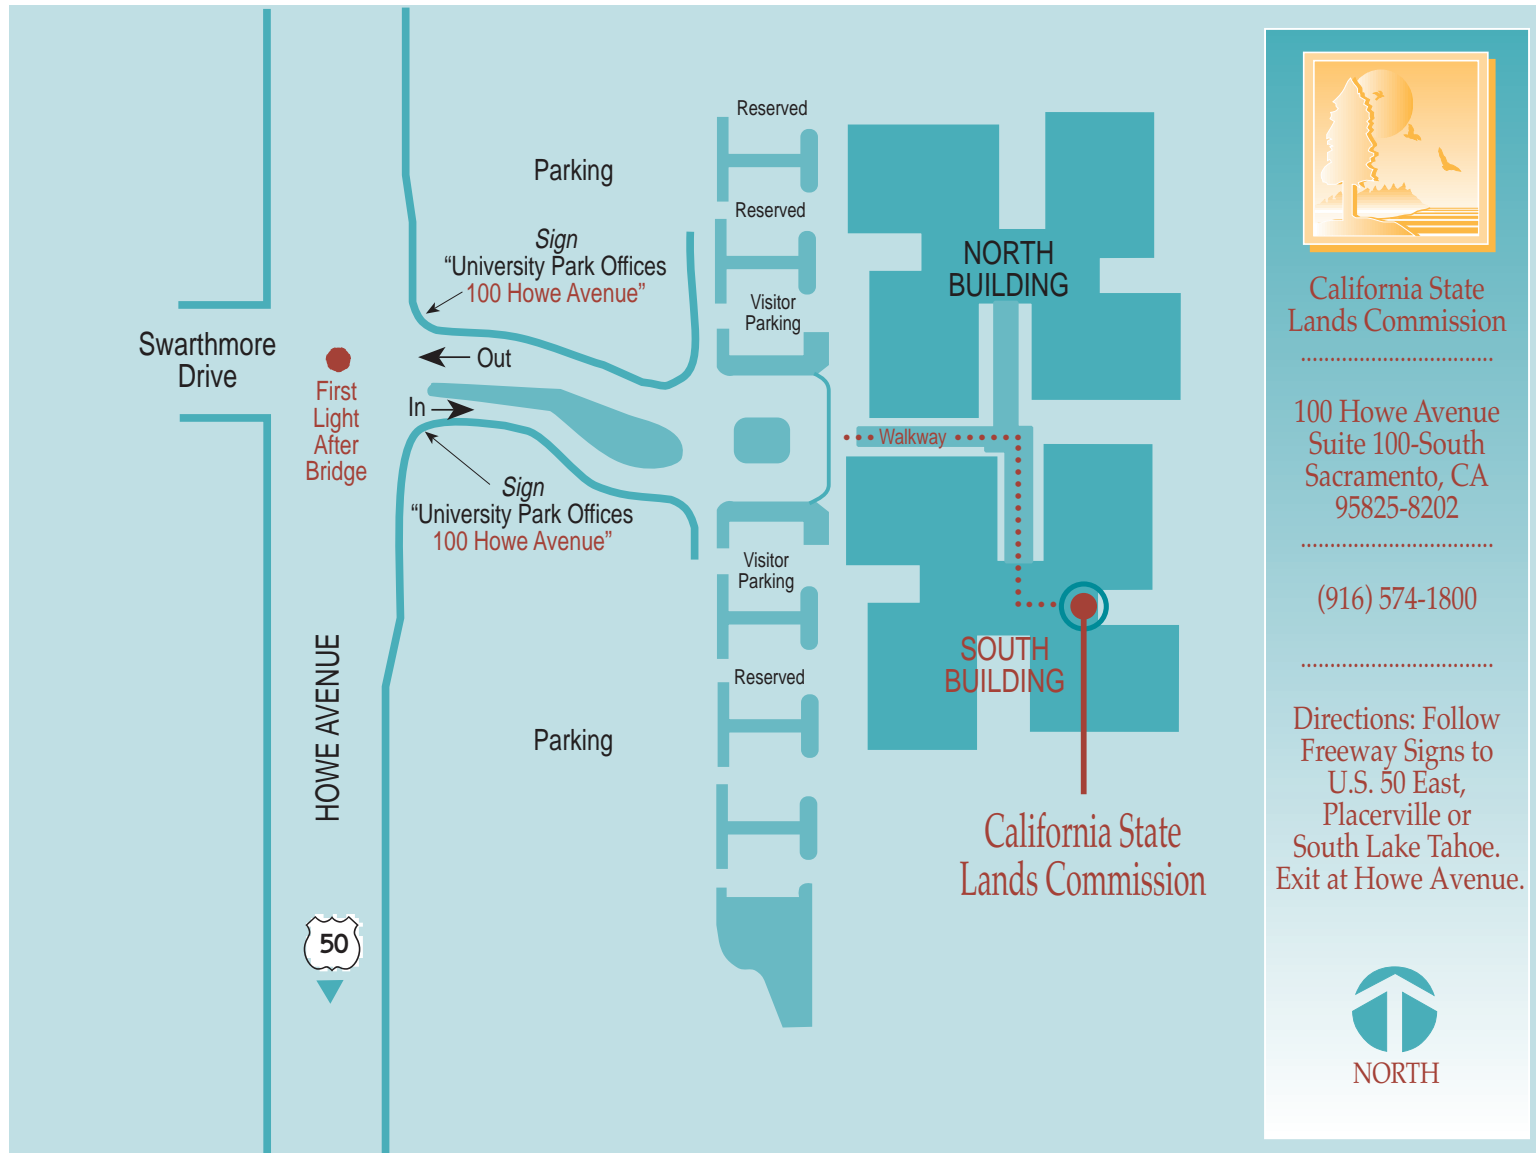 Reserved
Parking
Reserved
Sign
“University Park Offices
100 Howe Avenue”
NORTH
BUILDING
Visitor
Parking
Swarthmore
Drive
Out
First
Light
After
Bridge
In
Walkway
Sign
“University Park Offices
100 Howe Avenue”
Visitor
Parking
HOWE AVENUE
SOUTH
BUILDING
Reserved
Parking
California State
Lands Commission
50
California State
Lands Commission
100 Howe Avenue
Suite 100-South
Sacramento, CA
95825-8202
(916) 574-1800
Directions: Follow
Freeway Signs to
U.S. 50 East,
Placerville or
South Lake Tahoe.
Exit at Howe Avenue.
NORTH